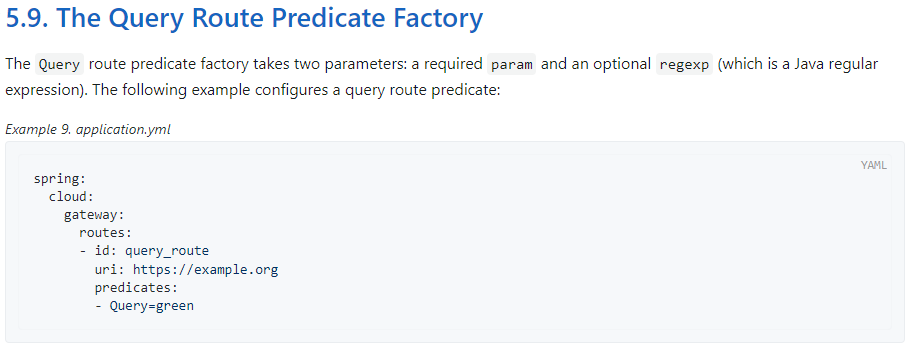 5.9. The Query Route Predicate Factory
The Query route predicate factory takes two parameters: a required param and an optional regexp (which is a Java regular
expression). The following example configures a query route predicate:
Example 9. application.yml
YAML
spring:
  cloud:
    gateway:
      routes:
      - id: query_route
        uri: https://example.org
        predicates:
        - Query=green